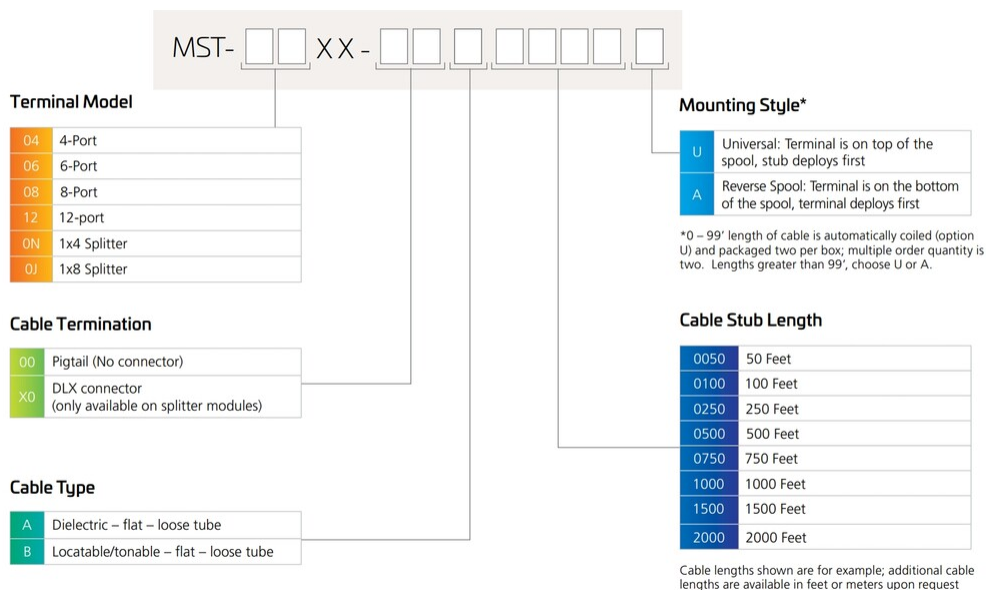 MST- XX -
Terminal Model
04 4-Port
06 6-Port
08 8-Port
12 12-port
0N 1x4 Splitter
0J 1x8 Splitter
Cable Termination
00 Pigtail (No connector)
X0 DLX connector
(only available on splitter modules)
Cable Type
A Dielectric – flat – loose tube
B Locatable/tonable – flat – loose tube
Mounting Style*
U Universal: Terminal is on top of the
spool, stub deploys first
A Reverse Spool: Terminal is on the bottom
of the spool, terminal deploys first
*0 – 99’ length of cable is automatically coiled (option
U) and packaged two per box; multiple order quantity is
two. Lengths greater than 99’, choose U or A.
Cable Stub Length
0050 50 Feet
0100 100 Feet
0250 250 Feet
0500 500 Feet
0750 750 Feet
1000 1000 Feet
1500 1500 Feet
2000 2000 Feet
Cable lengths shown are for example; additional cable
lengths are available in feet or meters upon request